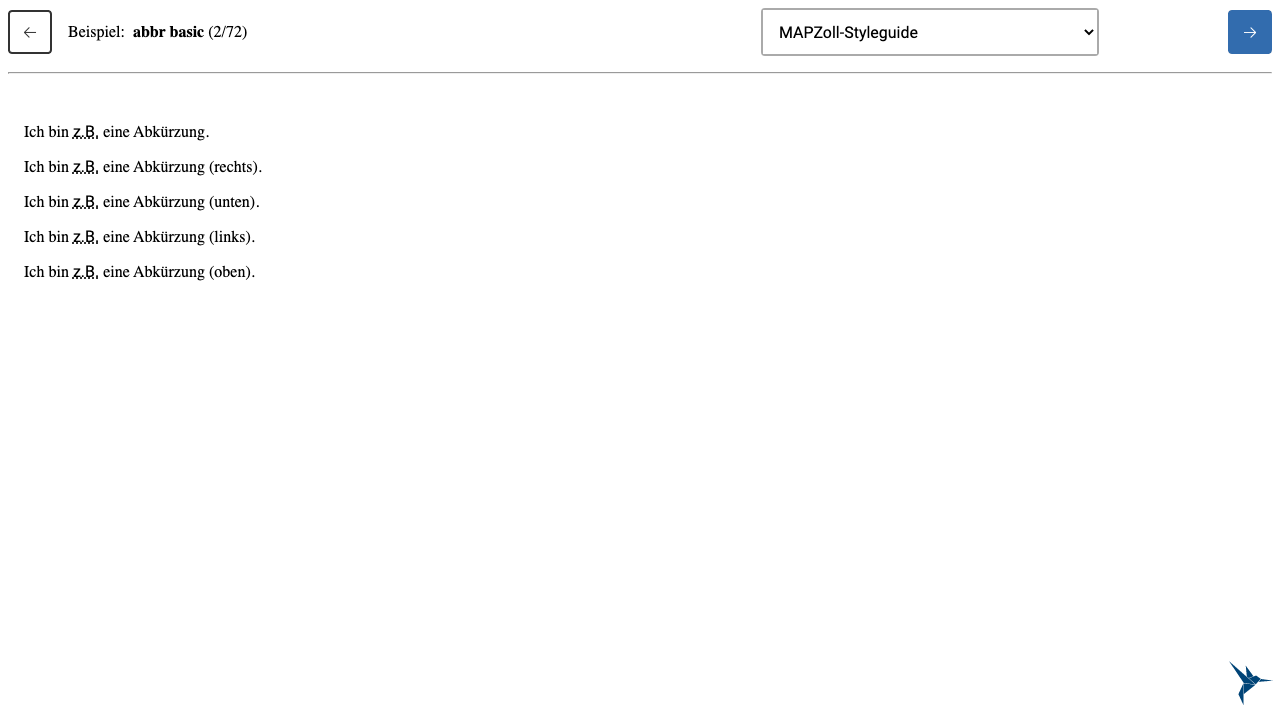 Beispiel: abbr basic (2/72)
MAPZoll-Styleguide
Ich bin z.B. eine Abkürzung.
Ich bin z.B. eine Abkürzung (rechts).
Ich bin z.B. eine Abkürzung (unten).
Ich bin z.B. eine Abkürzung (links).
Ich bin z.B. eine Abkürzung (oben).